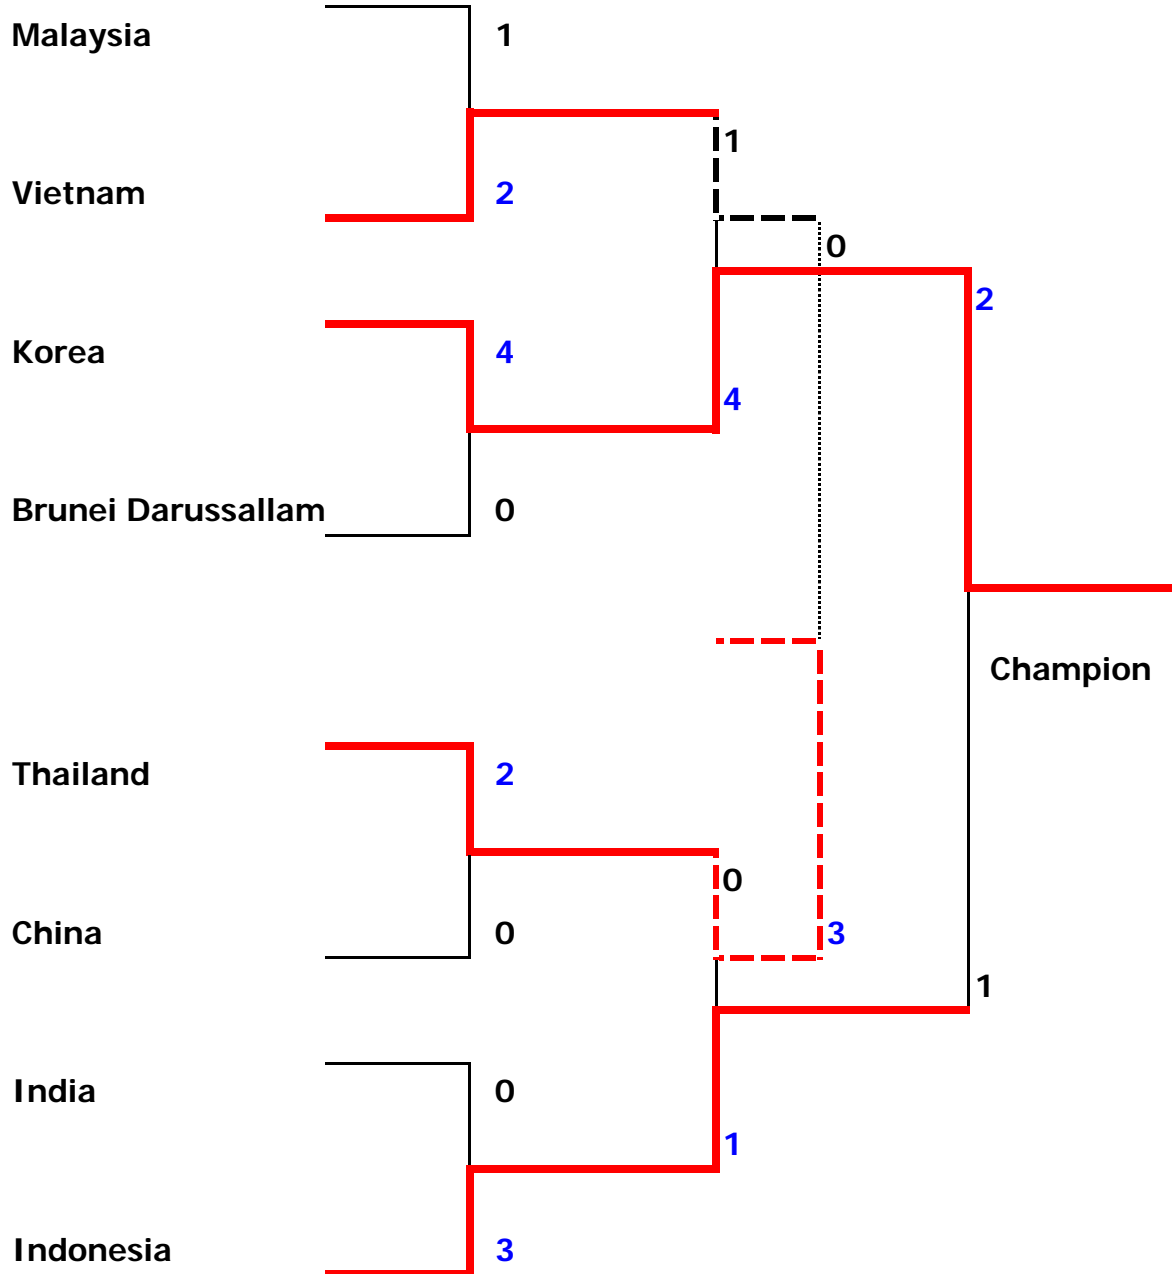 Malaysia 1
1
Vietnam 2
0
2
Korea 4
4
Brunei Darussallam 0
Champion
Thailand 2
0
China 0 3
1
India 0
1
Indonesia 3